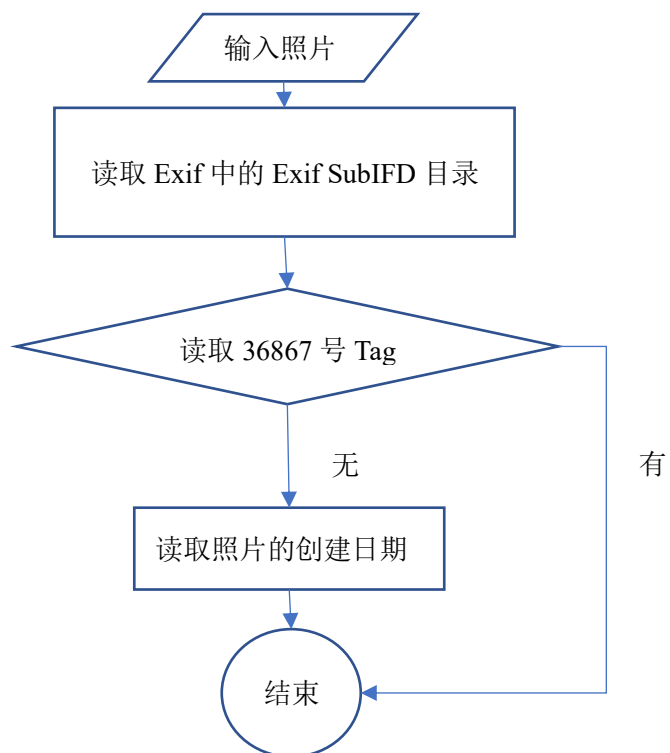 输入照片
读取 Exif 中的 Exif SubIFD 目录
读取 36867 号 Tag
无
有
读取照片的创建日期
结束